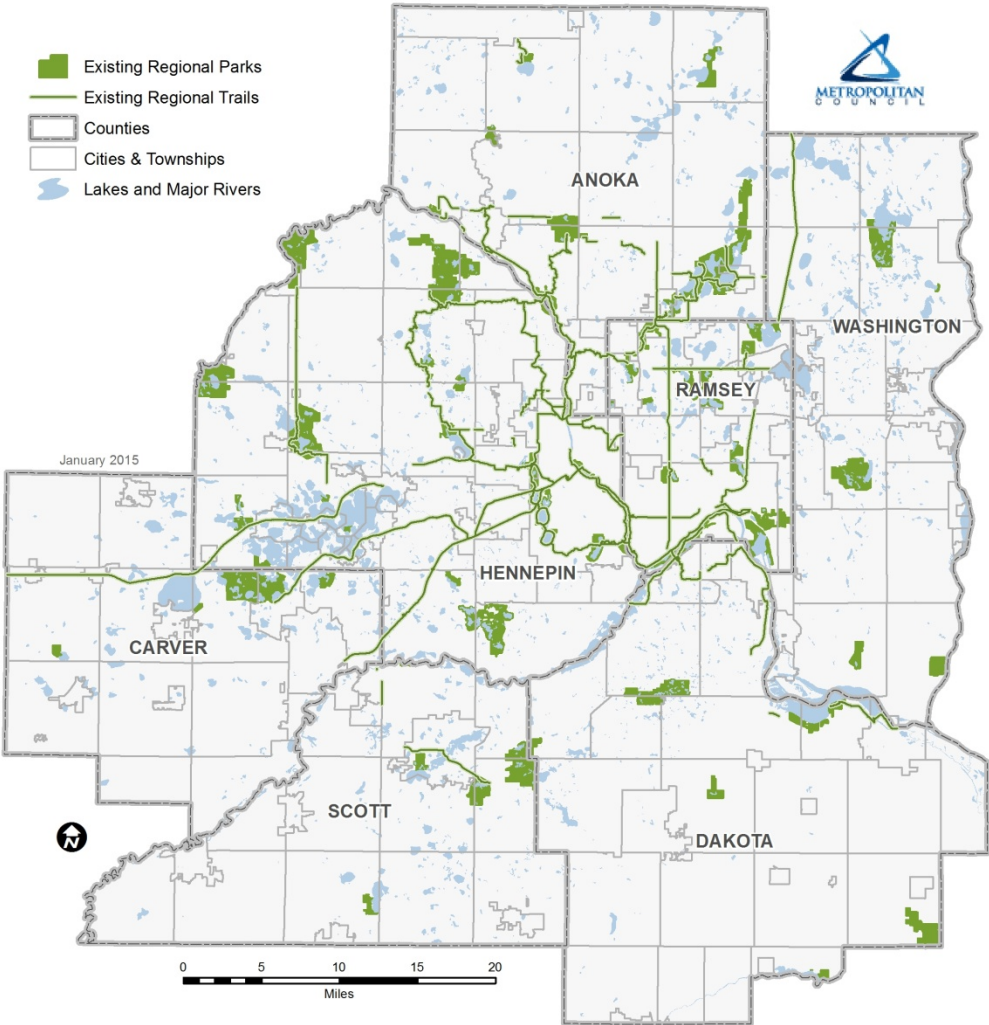 Existing Regional Parks
Existing Regional Trails
Counties
Cities & Townships
Lakes and Major Rivers
METROPOLITAN
COUNCIL
ANOKA
WASHINGTON
RAMSEY
January 2015
HENNEPIN
CARVER
SCOTT
DAKOTA
N
0 5 10 15 20
Miles